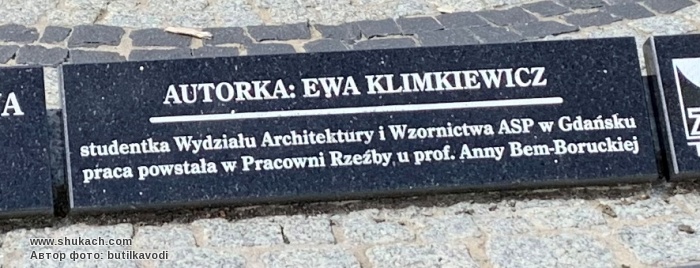 AUTORKA: EWA KLIMKIEWICZ
studentka Wydziału Architektury i Wzornictwa ASP w Gdańsku
praca powstała w Pracowni Rzeźby u prof. Anny Bem-Boruckiej
www.shukach.com
Автор фото: butilkavodi